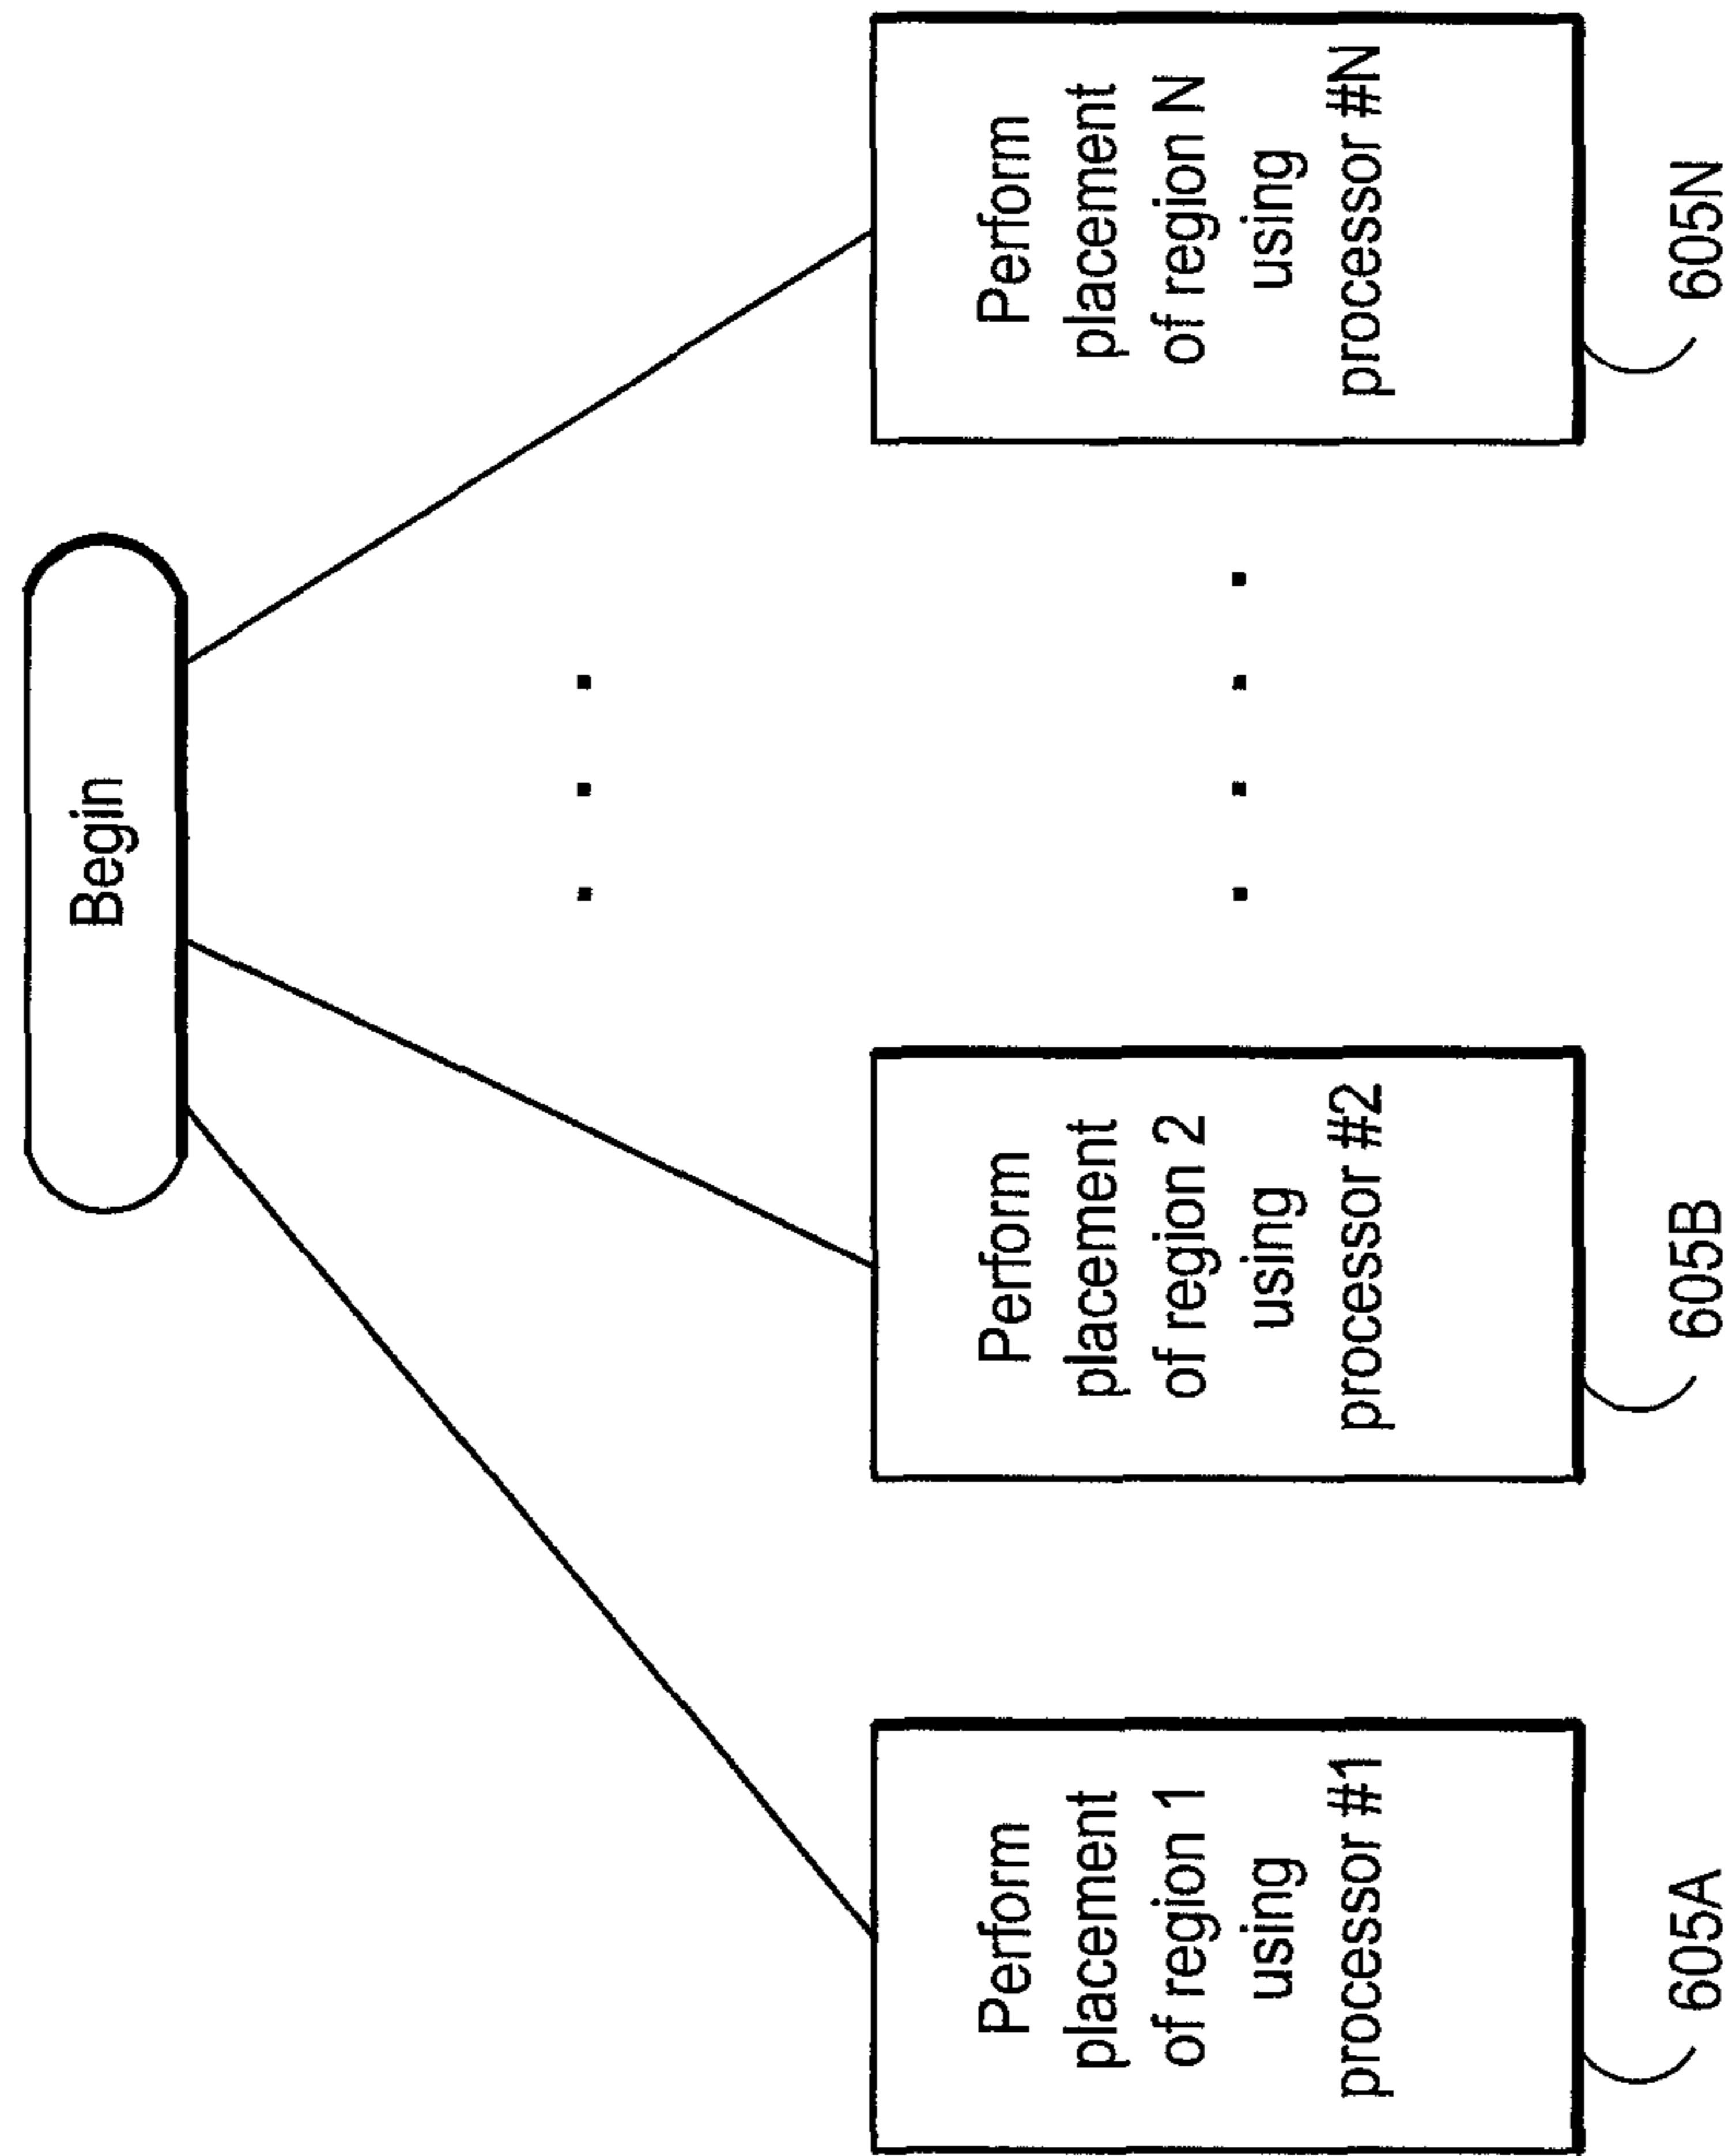 Begin
Perform
placement
of region 1
using
processor #1
605A
Perform
placement
of region 2
using
processor #2
605B
Perform
placement
of region N
using
processor #N
605N